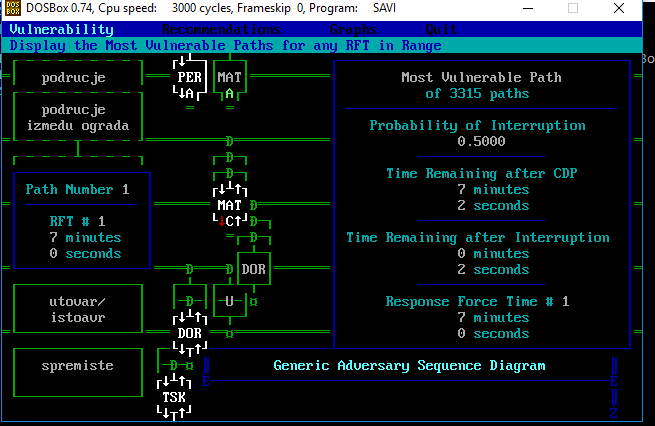 DOSBox 0.74, Cpu speed: 3000 cycles, Frameskip 0, Program: SAVI
Vulnerability Recommendations Graphs Quit
Display the Most Vulnerable Paths for any RFT in Range
podrucje
podrucje
izmedu ograda
Path Number 1
RFT # 1
7 minutes
0 seconds
utovar/
istoavr
spremiste
PER
A
MAT
A
D
D
D
MAT
C
D
D
D
DOR
D
D
U
DOR
D
TSK
Most Vulnerable Path
of 3315 paths
Probability of Interruption
0.5000
Time Remaining after CDP
7 minutes
2 seconds
Time Remaining after Interruption
0 minutes
2 seconds
Response Force Time # 1
7 minutes
0 seconds
Generic Adversary Sequence Diagram